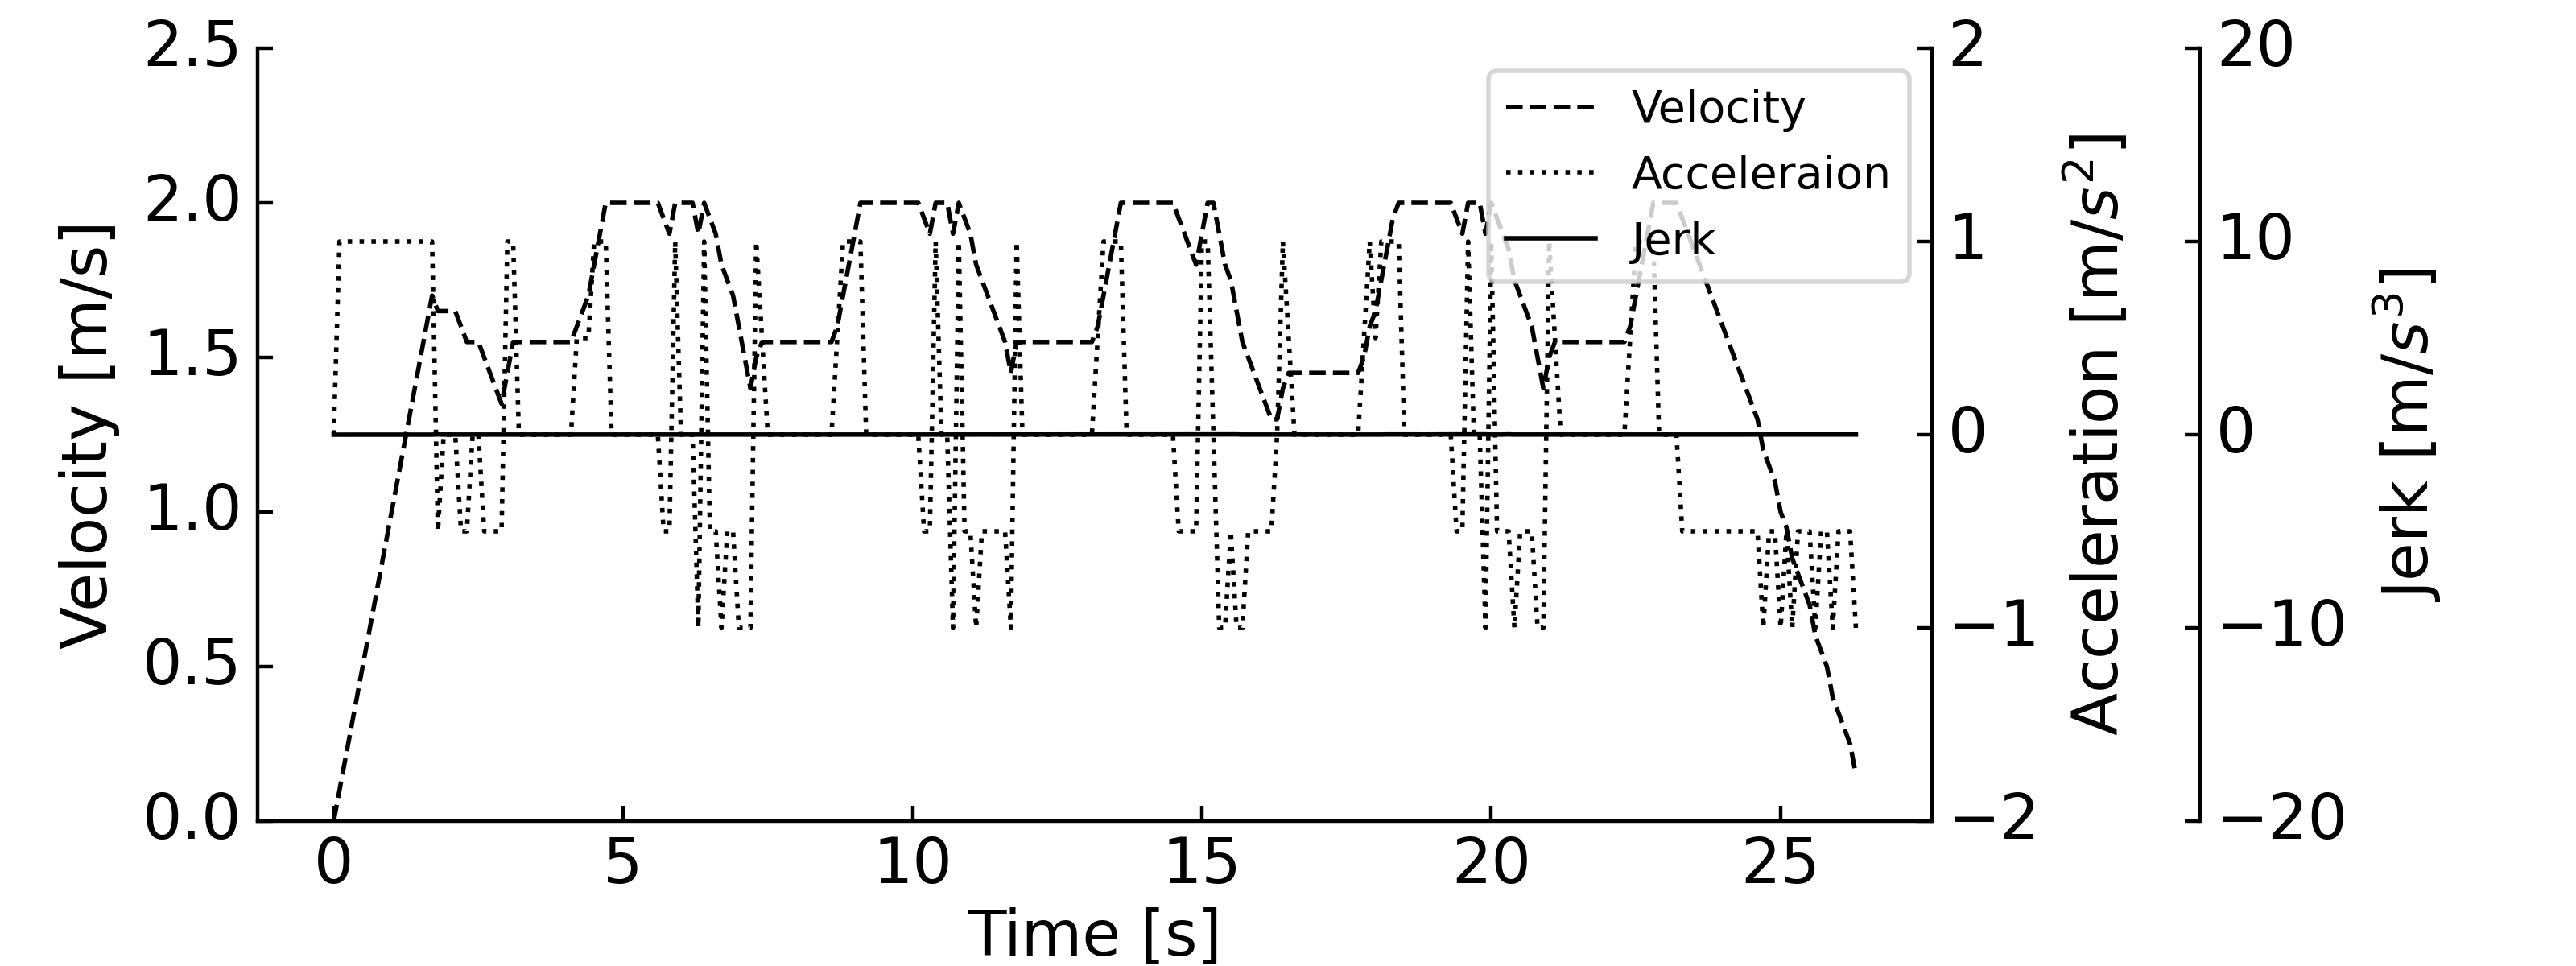 2.5
2.0
1.5
1.0
0.5
0.0
Velocity [m/s]
0 5 10 15 20 25
Time [s]
Velocity
Acceleraion
Jerk
2
1
0
−1
−2
Acceleration [m/s²]
20
10
0
−10
−20
Jerk [m/s³]